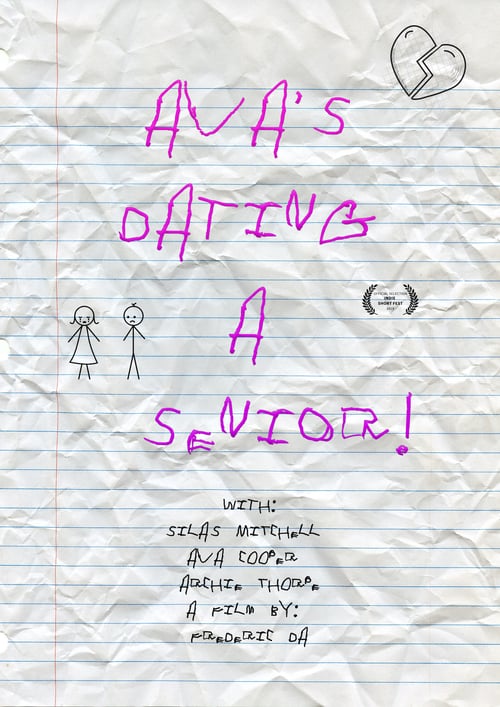 AVA'S
DATING
A
OFFICIAL SELECTION
INDIE
SHORT FEST
SENIOR!
WITH:
SILAS MITCHELL
AVA COOPER
ARCHIE THORPE
A FILM BY:
FREDERIC DA